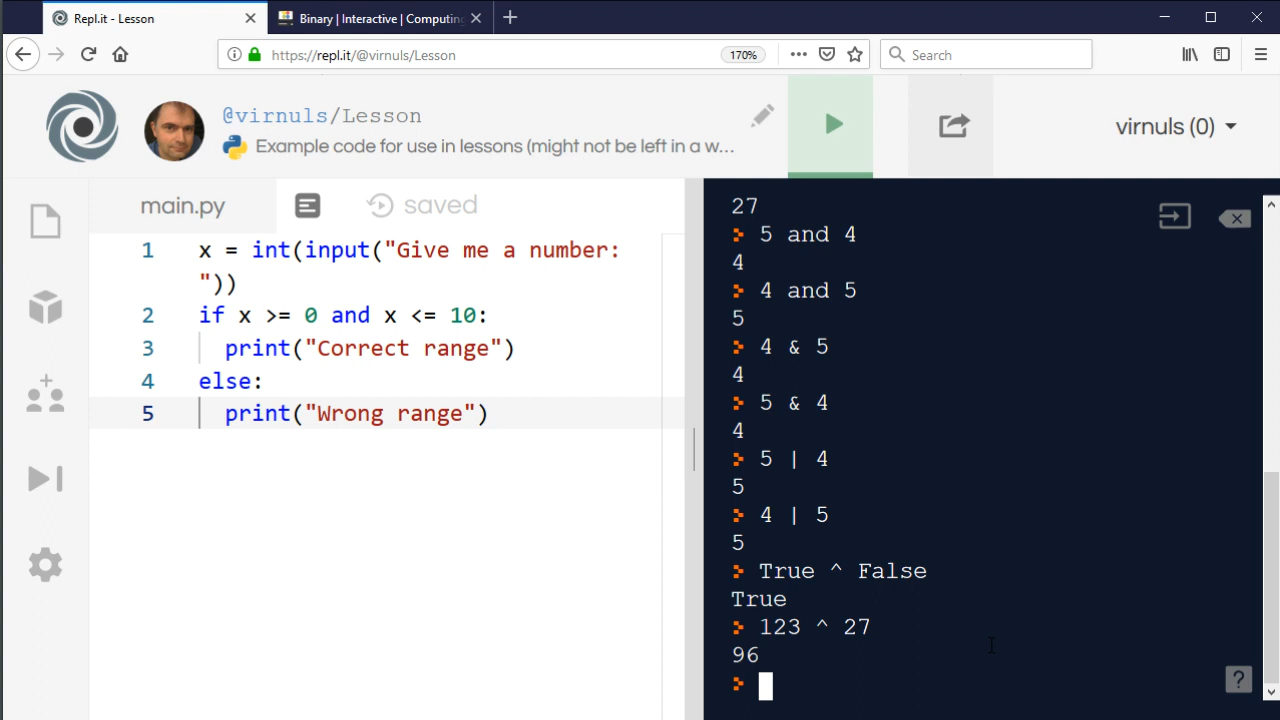 Repl.it - Lesson
Binary | Interactive | Computing
https://repl.it/@virnuls/Lesson
170%
Search
@virnuls/Lesson
Example code for use in lessons (might not be left in a w...
virnuls (0)
main.py
saved
1 x = int(input("Give me a number:
"))
2 if x >= 0 and x <= 10:
3 print("Correct range")
4 else:
5 print("Wrong range")
27
5 and 4
4
4 and 5
5
4 & 5
4
5 & 4
4
5 | 4
5
4 | 5
5
True ^ False
True
123 ^ 27
96
?